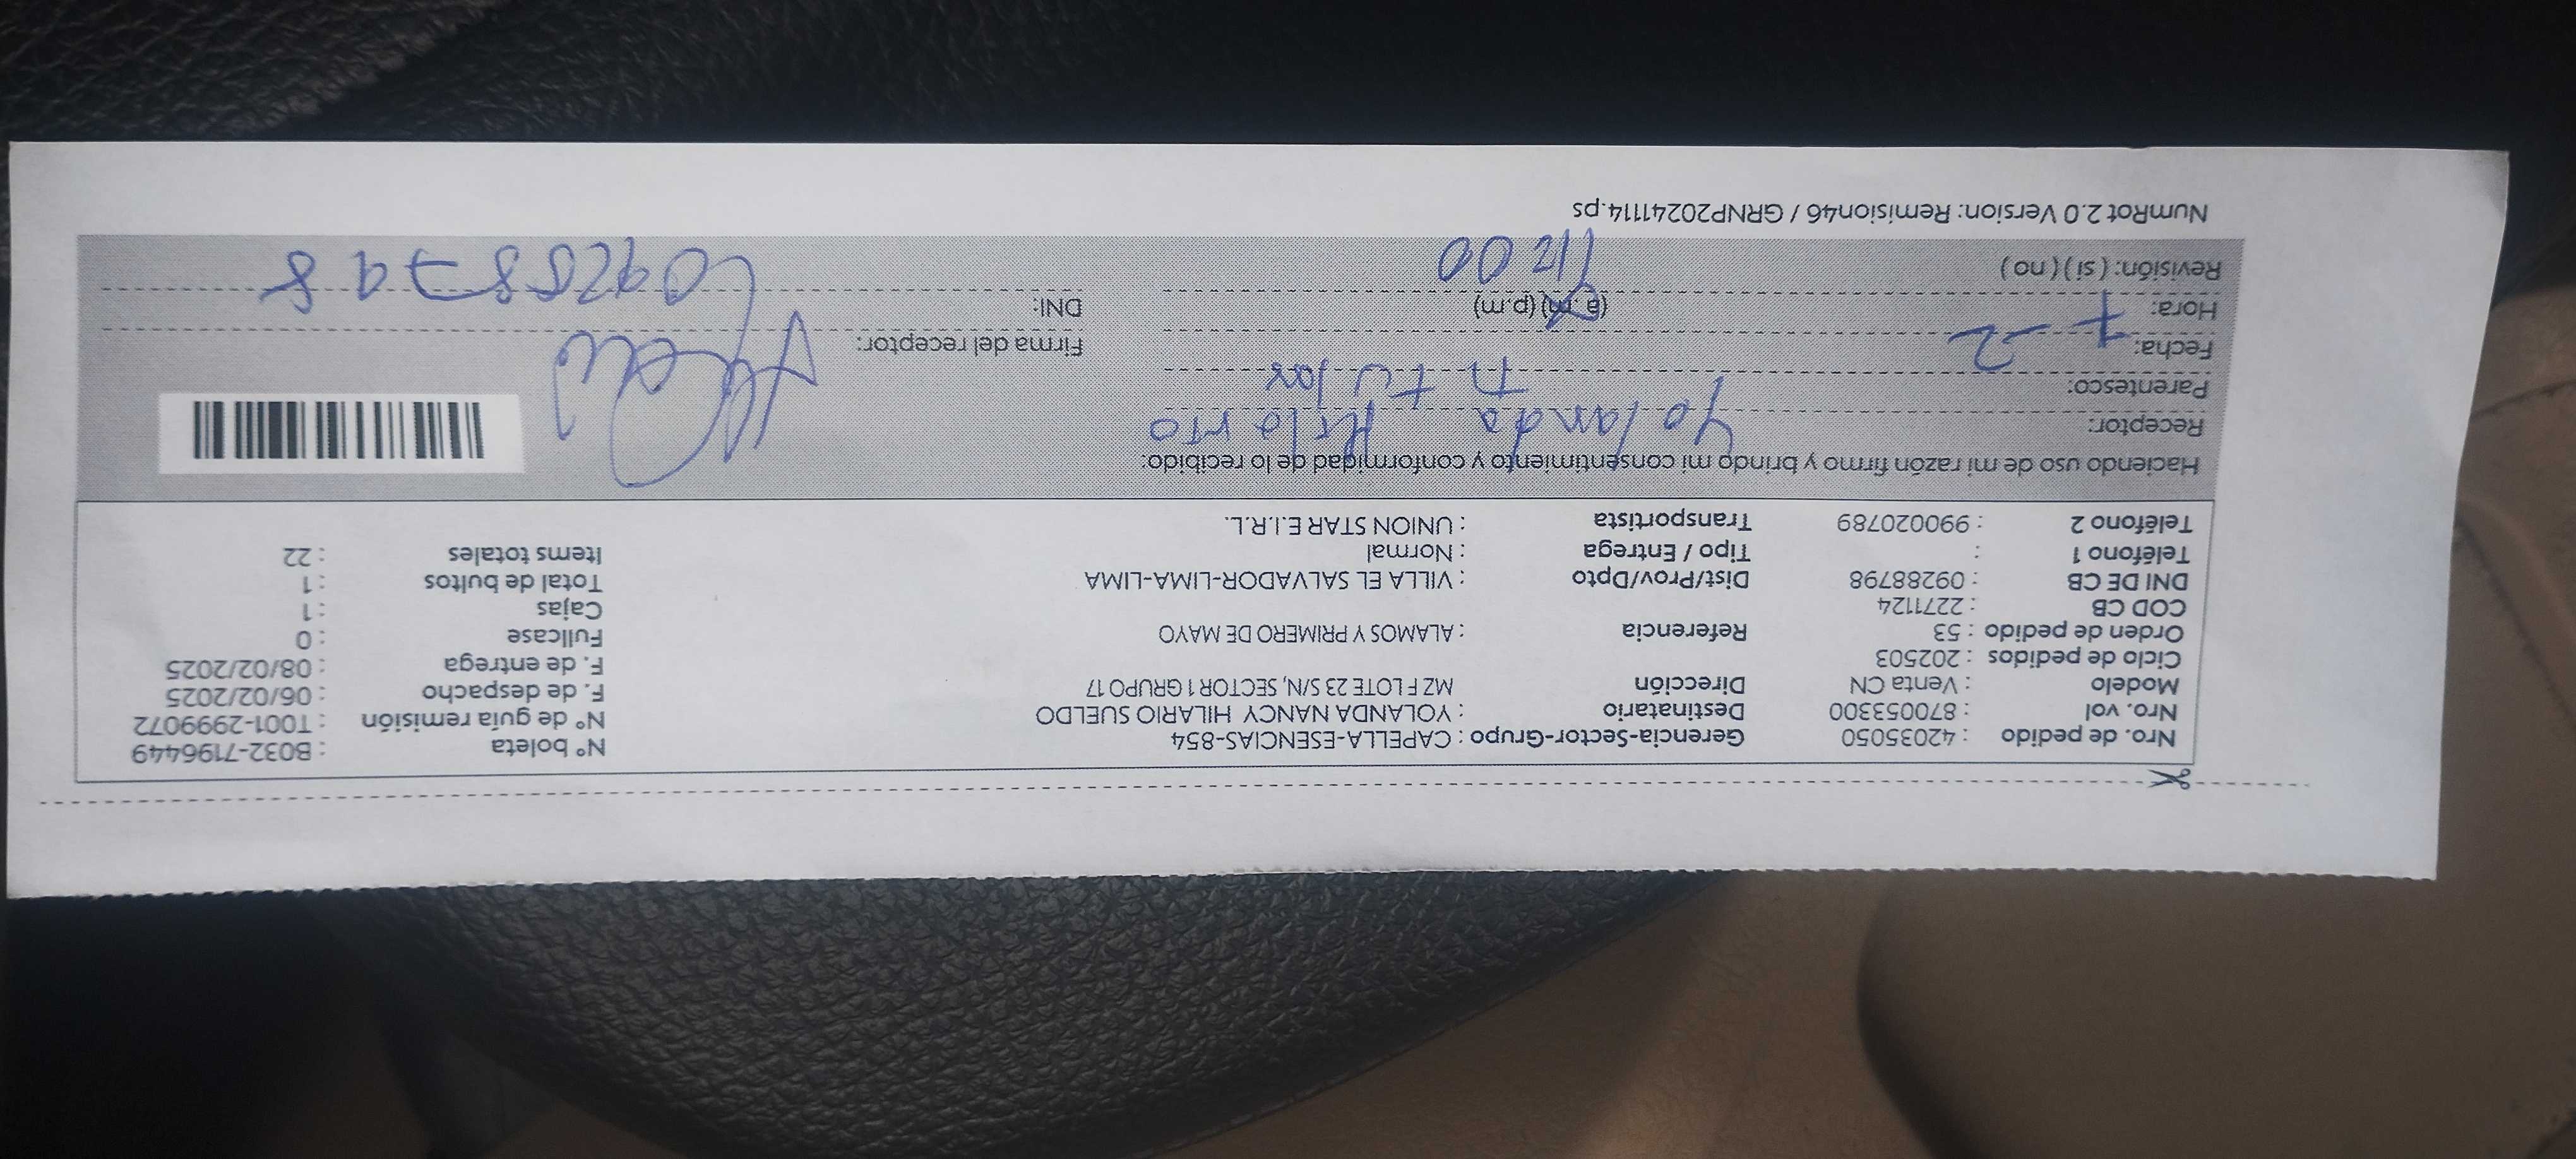 Nro. de pedido : 42035050 Gerencia-Sector-Grupo : CAPELLA-ESENCIAS-854 N° boleta : B032-7196449
Nro. vol : 870053300 Destinatario : YOLANDA NANCY HILARIO SUELDO N° de guía remisión : T001-2999072
Modelo : Venta CN Dirección MZ F LOTE 23 S/N, SECTOR 1 GRUPO 17 F. de despacho : 06/02/2025
Ciclo de pedidos : 202503 F. de entrega : 08/02/2025
Orden de pedido : 53 Referencia : ALAMOS Y PRIMERO DE MAYO Fullcase : 0
COD CB : 2271124 Cajas : 1
DNI DE CB : 09288798 Dist/Prov/Dpto : VILLA EL SALVADOR-LIMA-LIMA Total de bultos : 1
Teléfono 1 : Tipo / Entrega : Normal Items totales : 22
Teléfono 2 : 990020789 Transportista : UNION STAR E.I.R.L.
Haciendo uso de mi razón firmo y brindo mi consentimiento y conformidad de lo recibido:
Receptor: Yolanda Hilario
Parentesco: titular
Fecha: 7-2 Firma del receptor:
Hora: (a.m) (p.m) DNI: 09288798
Revisión: ( si ) ( no )
NumRot 2.0 Version: Remision46 / GRNP20241114.ps